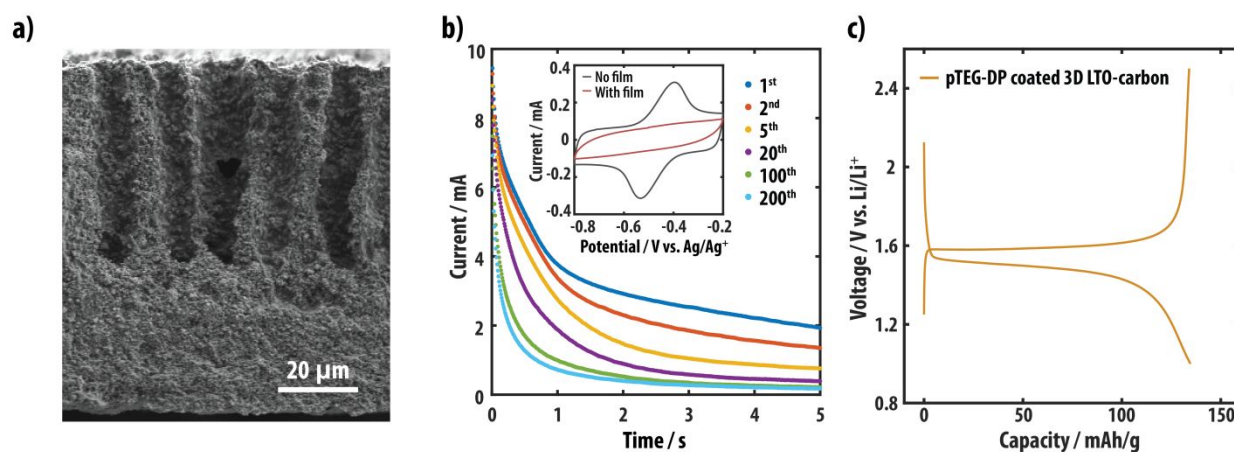 a)
20 µm
b)
10
8
6
4
2
0
Current / mA
0
1
2
3
4
5
Time / s
0.4
0.2
0
-0.2
-0.4
Current / mA
No film
With film
-0.8
-0.6
-0.4
-0.2
Potential / V vs. Ag/Ag⁺
1ˢᵗ
2ⁿᵈ
5ᵗʰ
20ᵗʰ
100ᵗʰ
200ᵗʰ
c)
pTEG-DP coated 3D LTO-carbon
2.4
2.0
1.6
1.2
0.8
Voltage / V vs. Li/Li⁺
0
50
100
150
Capacity / mAh/g